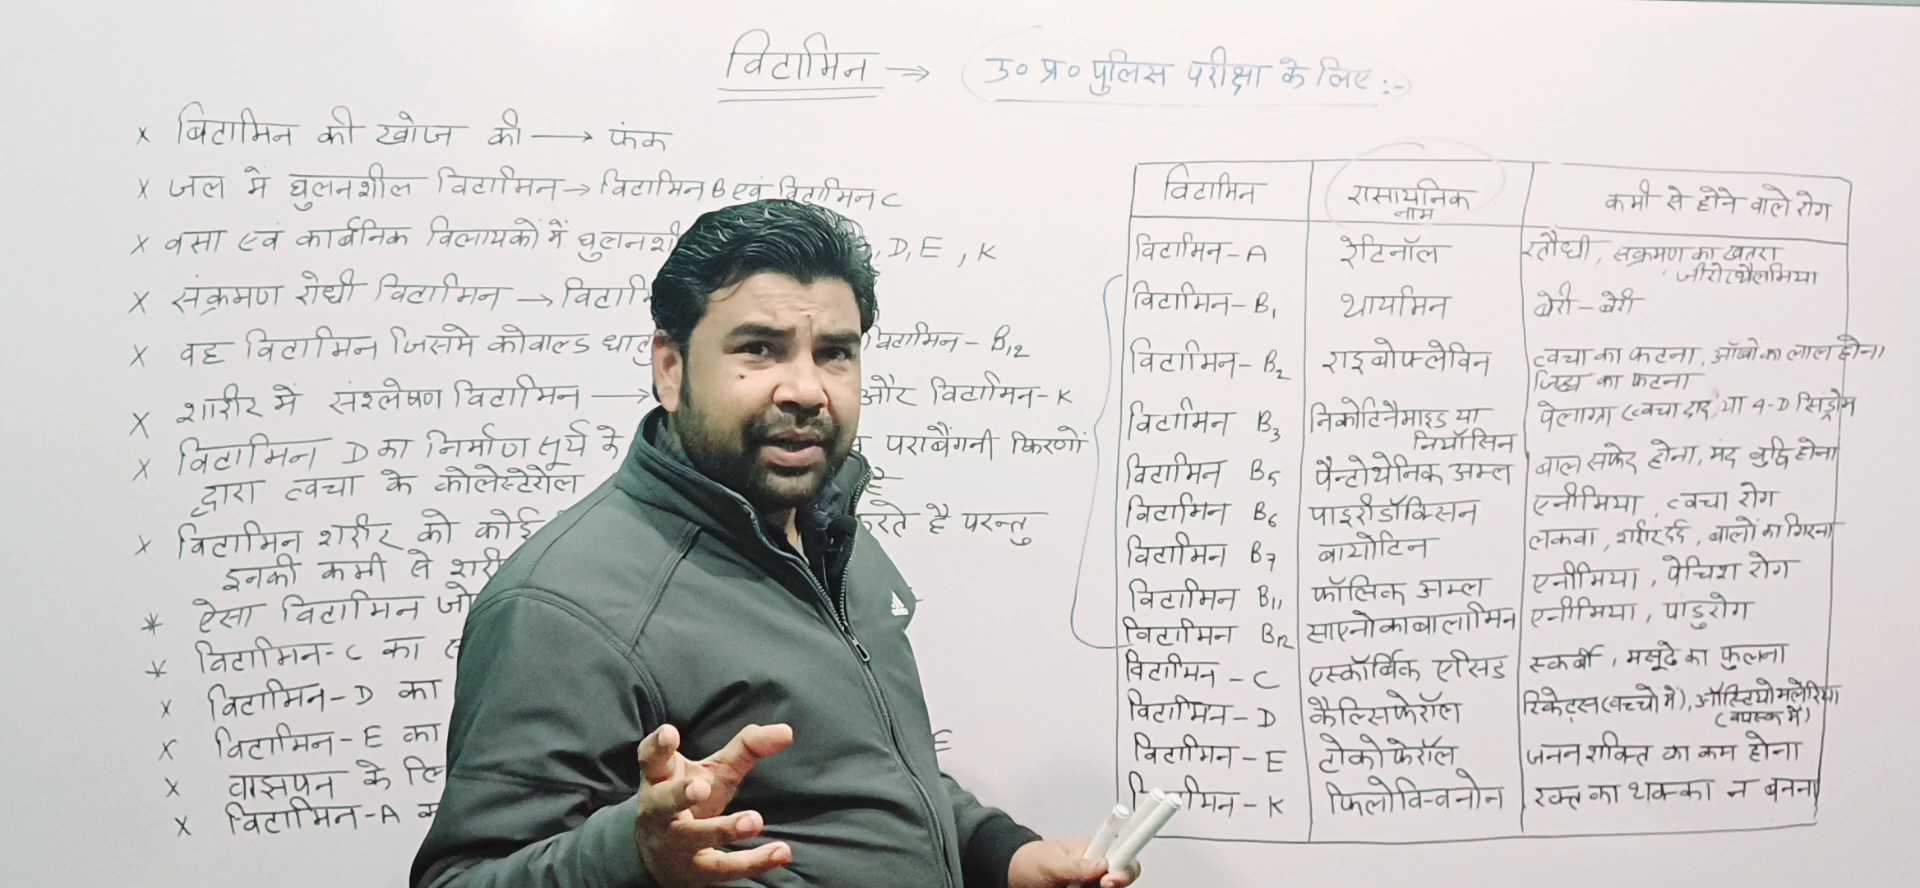 विटामिन → उ० प्र० पुलिस परीक्षा के लिए :-
x विटामिन की खोज की → फंक
x जल मे घुलनशील विटामिन → विटामिन B एवं विटामिन C
x वसा एवं कार्बनिक विलायकों में घुलनशी , D, E , K
x संक्रमण रोधी विटामिन →
x वह विटामिन जिसमे कोवाल्ड धातु विटामिन - B12
x शरीर में संश्लेषण विटामिन → और विटामिन - K
x विटामिन D का निर्माण सूर्य के पराबैंगनी किरणों
द्वारा त्वचा के कोलेस्टेरोल है
x विटामिन शरीर को कोई करते है परन्तु
इनकी कमी से
* ऐसा विटामिन जो
* विटामिन - C का
x विटामिन - D का
x विटामिन - E का E
x वाझपन के
x विटामिन - A
विटामिन रासायनिक नाम कमी से होने वाले रोग
विटामिन - A रेटिनॉल रतौंधी, संक्रमण का खतरा
जीरोप्थैलमिया
विटामिन - B1 थायमिन बेरी - बेरी
विटामिन - B2 राइबोफ्लेविन त्वचा का फटना, आँखों का लाल होना
जिह्वा का फटना
विटामिन B3 निकोटिनैमाइड या पेलाग्रा (त्वचा दाद) या 4-D सिंड्रोम
नियॉसिन
विटामिन B5 पैन्टोथेनिक अम्ल बाल सफेद होना, मंद बुद्धि होना
विटामिन B6 पाइरीडॉक्सिन एनीमिया, त्वचा रोग
विटामिन B7 बायोटिन लकवा, शरीर दर्द, बालों का गिरना
विटामिन B11 फॉलिक अम्ल एनीमिया, पेचिश रोग
विटामिन B12 साएनोकाबालामिन एनीमिया, पाडुरोग
विटामिन - C एस्कॉर्बिक एसिड स्कर्बी, मसूढे का फुलना
विटामिन - D कैल्सिफेरॉल रिकेट्स (बच्चो में), ऑस्टियोमलेरिया
(वयस्क में)
विटामिन - E टोकोफेरॉल जनन शक्ति का कम होना
मिन - K फिलोक्विनोन रक्त का थक्का न बनना